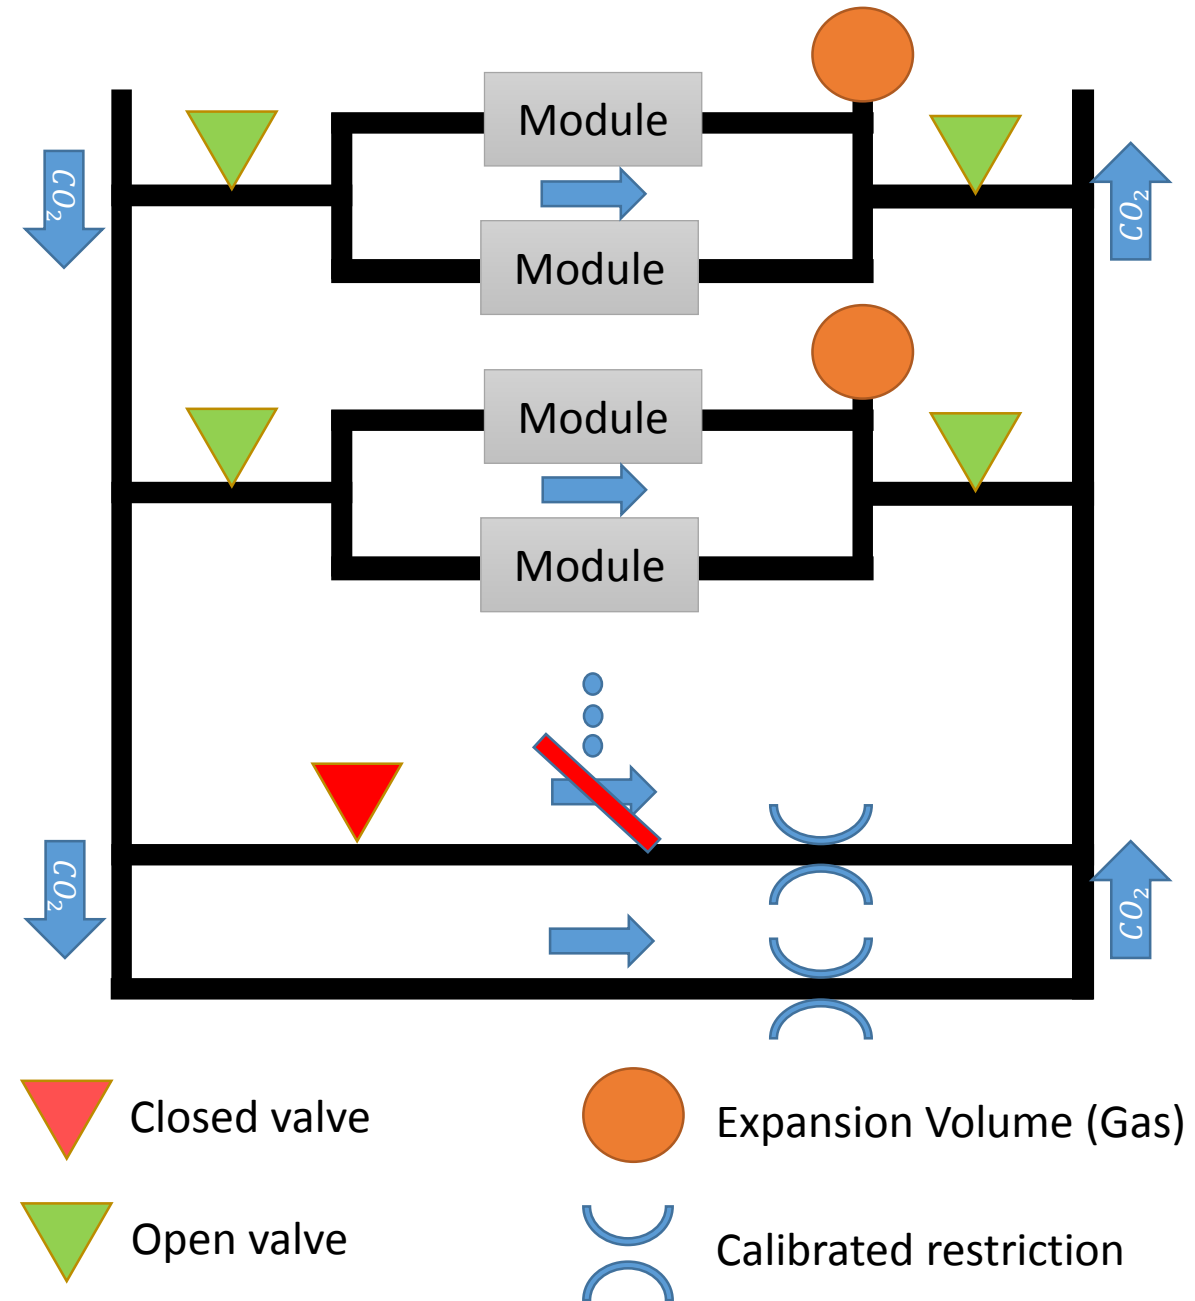 Module
CO₂
CO₂
Module
Module
Module
CO₂
CO₂
Closed valve
Expansion Volume (Gas)
Open valve
Calibrated restriction